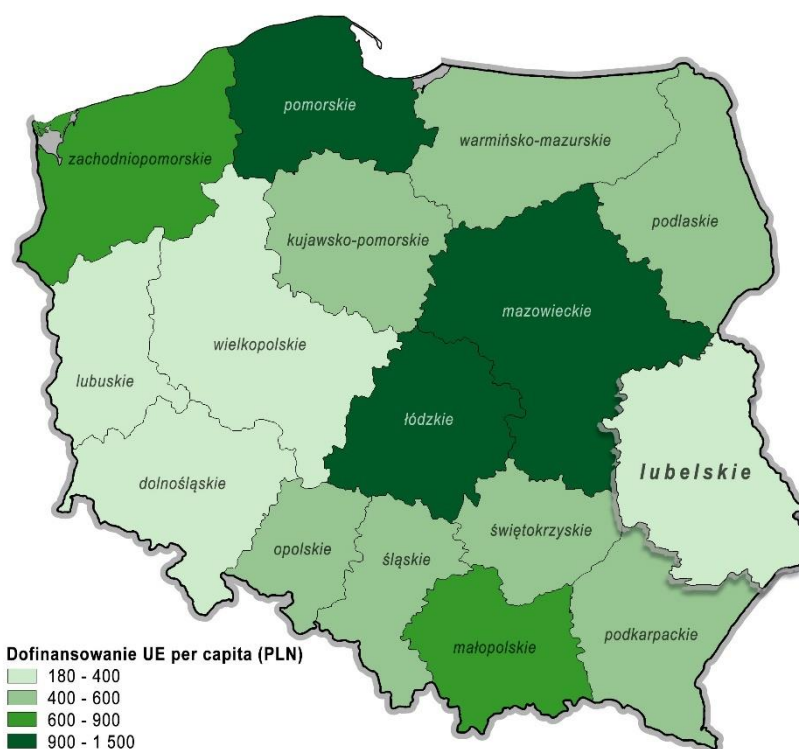 pomorskie
warmińsko-mazurskie
zachodniopomorskie
podlaskie
kujawsko-pomorskie
mazowieckie
wielkopolskie
lubuskie
łódzkie
lubelskie
dolnośląskie
świętokrzyskie
opolskie
śląskie
podkarpackie
małopolskie
Dofinansowanie UE per capita (PLN)
180 - 400
400 - 600
600 - 900
900 - 1 500